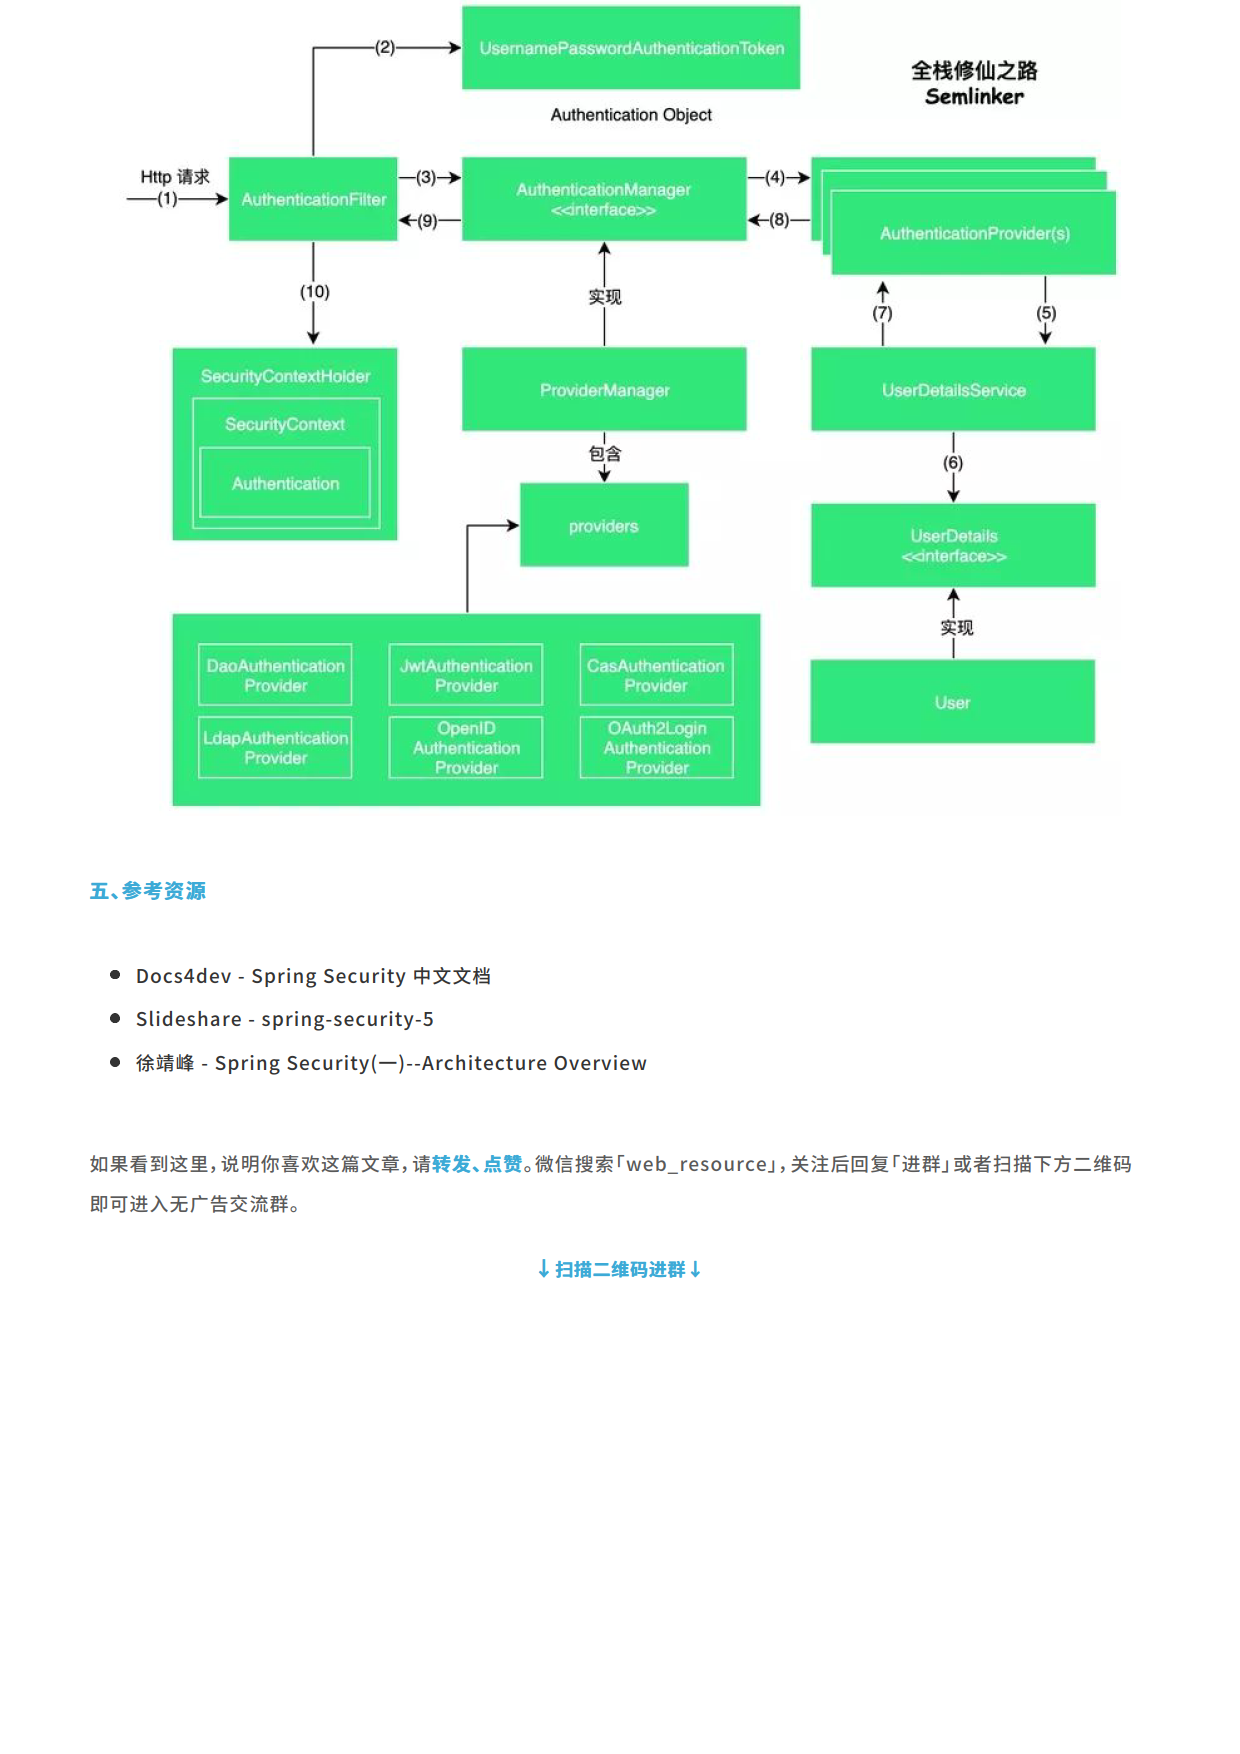 (2)
UsernamePasswordAuthenticationToken
全栈修仙之路
Semlinker
Authentication Object
Http 请求
(1)
AuthenticationFilter
(3)
(9)
AuthenticationManager
<<interface>>
(4)
(8)
AuthenticationProvider(s)
(10)
实现
(7)
(5)
SecurityContextHolder
SecurityContext
Authentication
ProviderManager
UserDetailsService
包含
(6)
providers
UserDetails
<<interface>>
实现
User
DaoAuthentication
Provider
JwtAuthentication
Provider
CasAuthentication
Provider
LdapAuthentication
Provider
OpenID
Authentication
Provider
OAuth2Login
Authentication
Provider
五、参考资源
Docs4dev - Spring Security 中文文档
Slideshare - spring-security-5
徐靖峰 - Spring Security(一)--Architecture Overview
如果看到这里，说明你喜欢这篇文章，请转发、点赞。微信搜索「web_resource」，关注后回复「进群」或者扫描下方二维码
即可进入无广告交流群。
↓扫描二维码进群↓